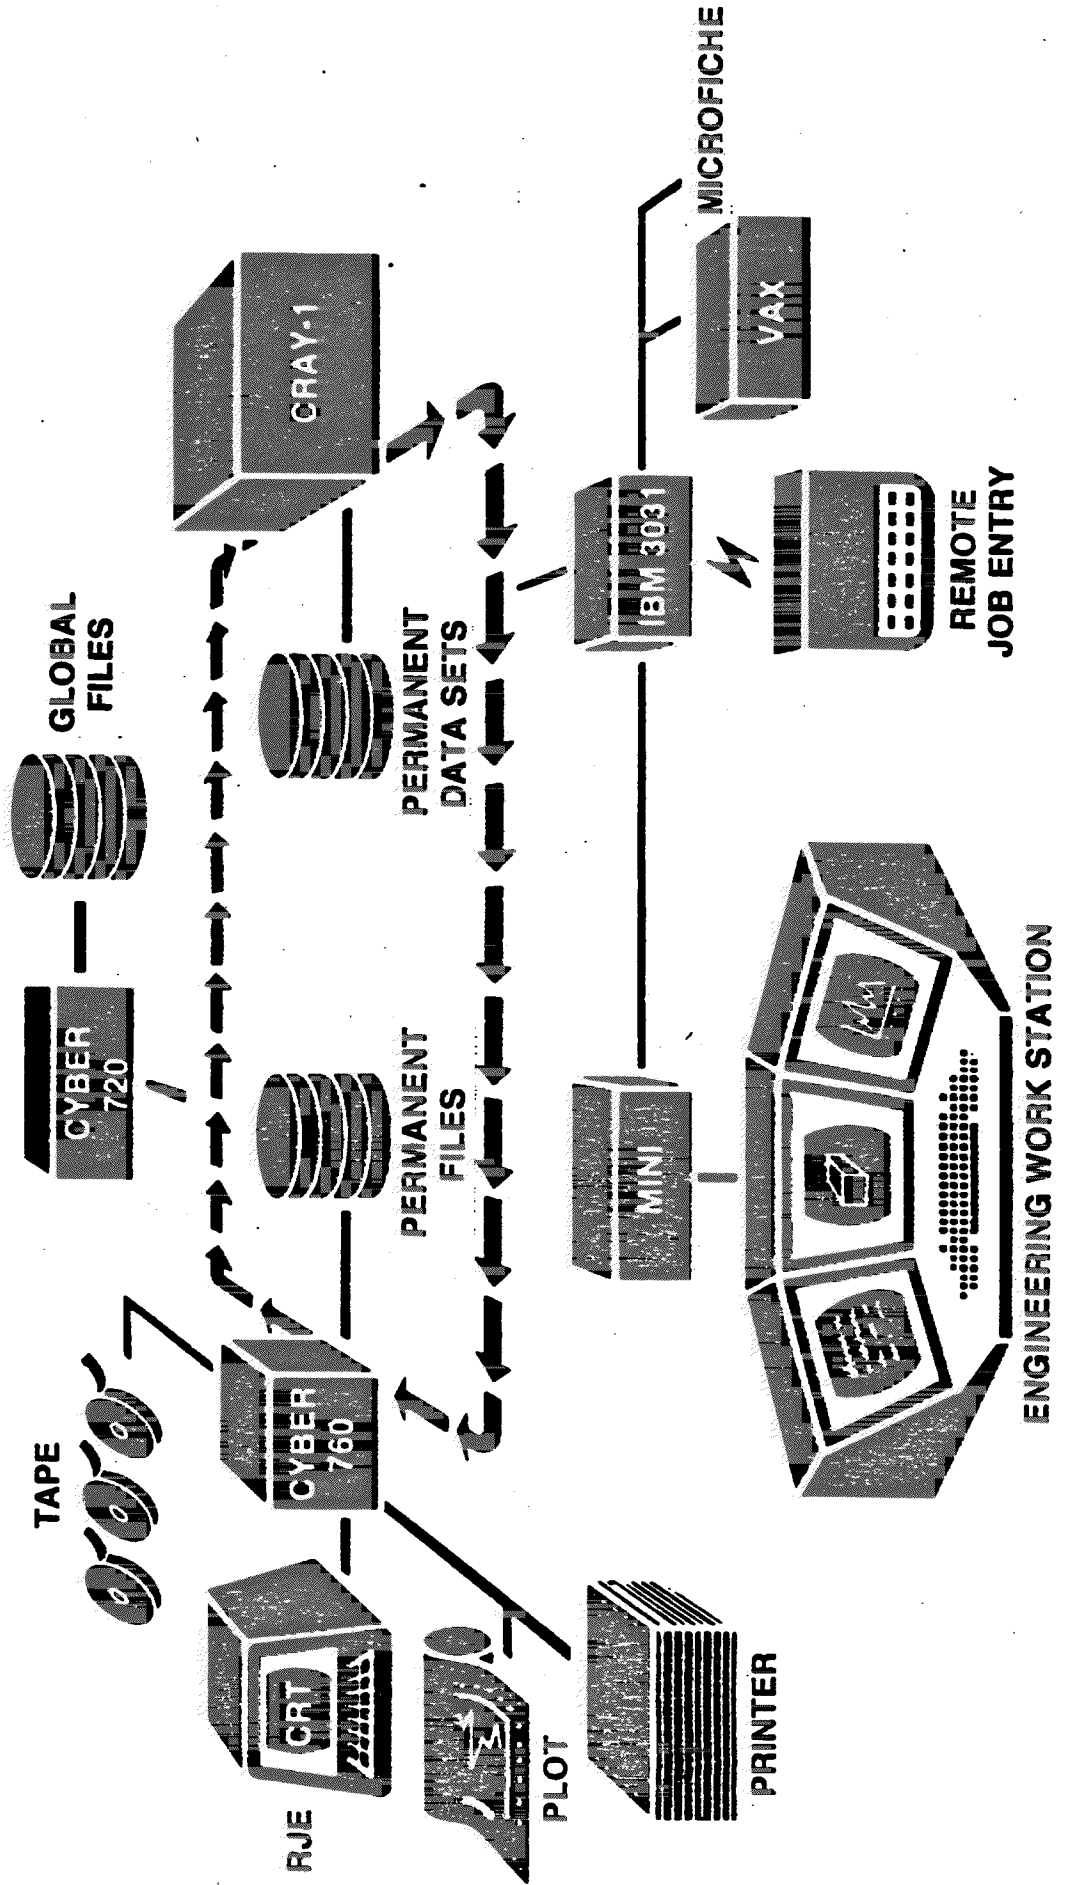 TAPE
CYBER
720
GLOBAL
FILES
RJE
CRT
CYBER
760
CRAY-1
PERMANENT
FILES
PERMANENT
DATA SETS
PLOT
PRINTER
MINI
IBM 3031
VAX
MICROFICHE
REMOTE
JOB ENTRY
ENGINEERING WORK STATION